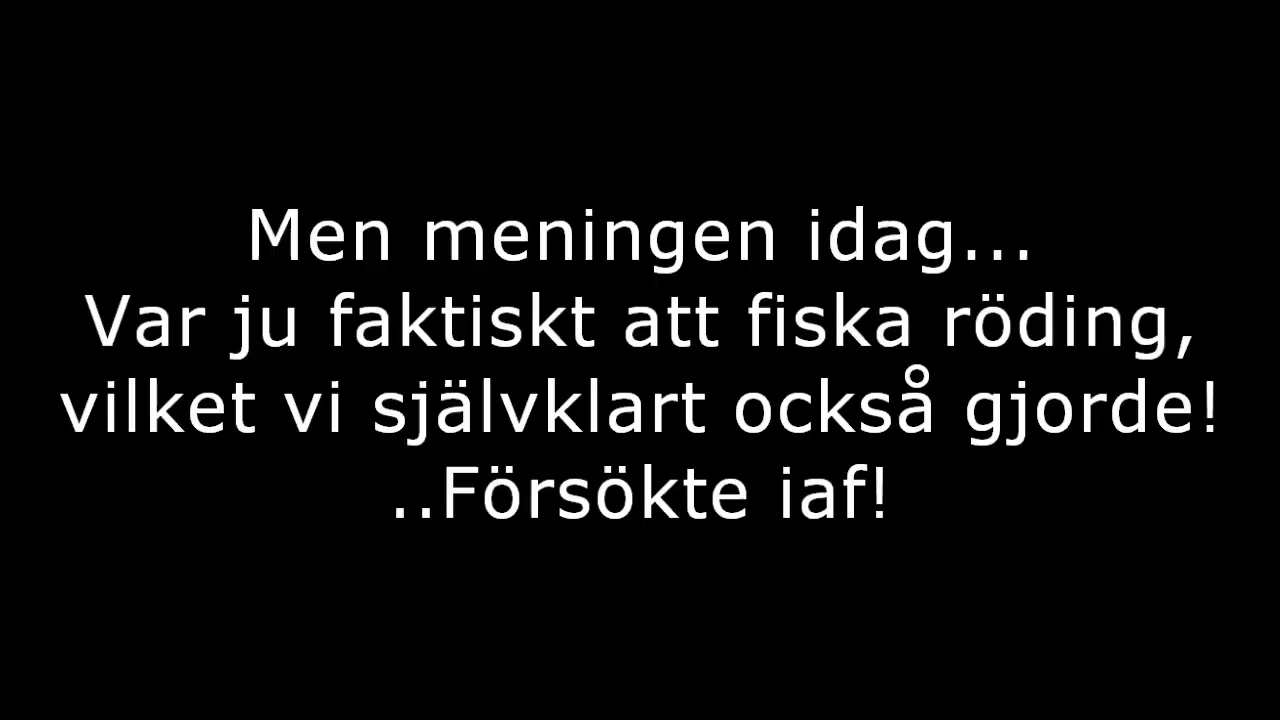 Men meningen idag...
Var ju faktiskt att fiska röding,
vilket vi självklart också gjorde!
..Försökte iaf!